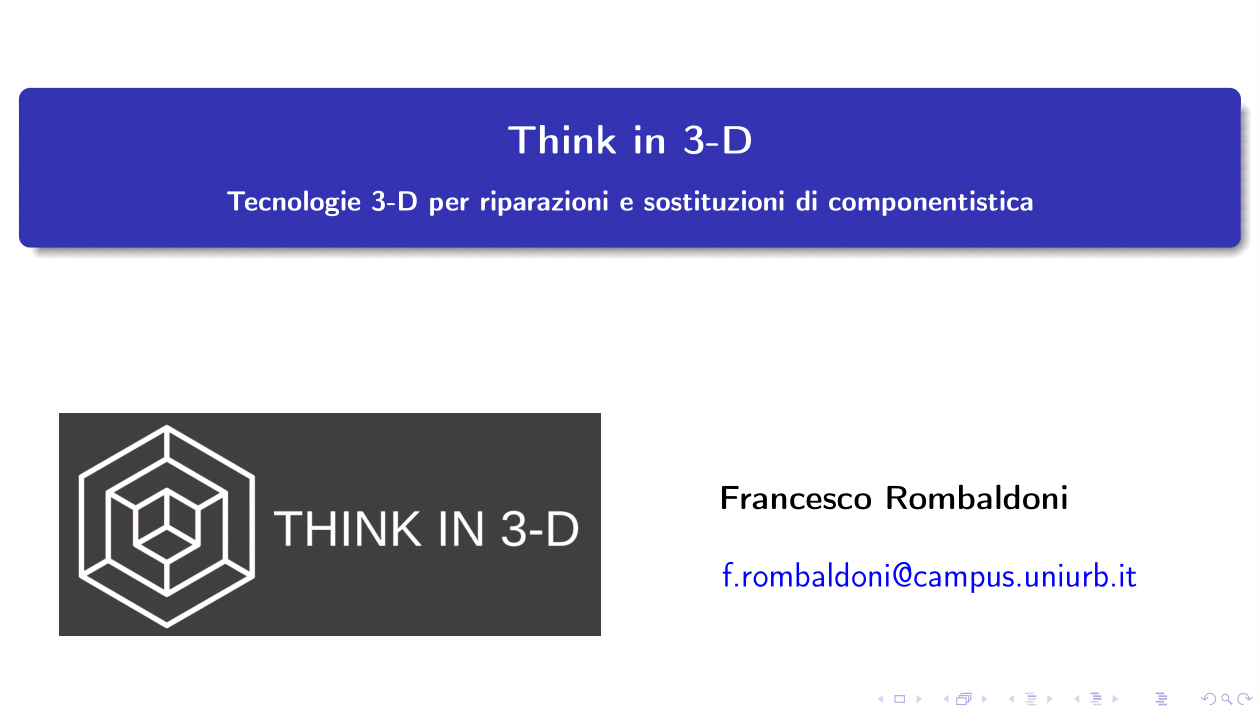 Think in 3-D
Tecnologie 3-D per riparazioni e sostituzioni di componentistica
THINK IN 3-D
Francesco Rombaldoni
f.rombaldoni@campus.uniurb.it